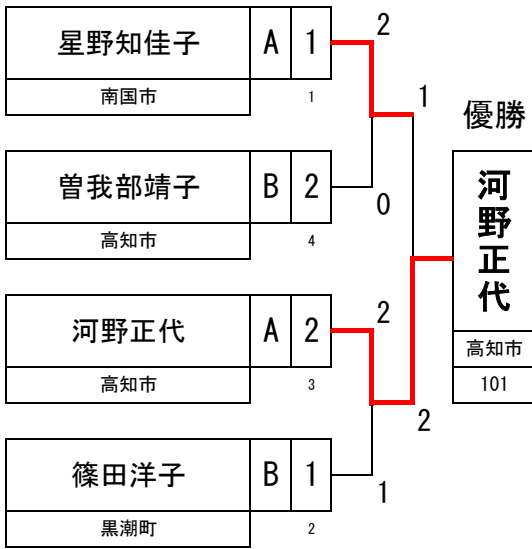 星野知佳子 A 1
南国市 1
2
1
優勝
曽我部靖子 B 2
高知市 4
0
河野正代
高知市
101
河野正代 A 2
高知市 3
2
2
篠田洋子 B 1
黒潮町 2
1